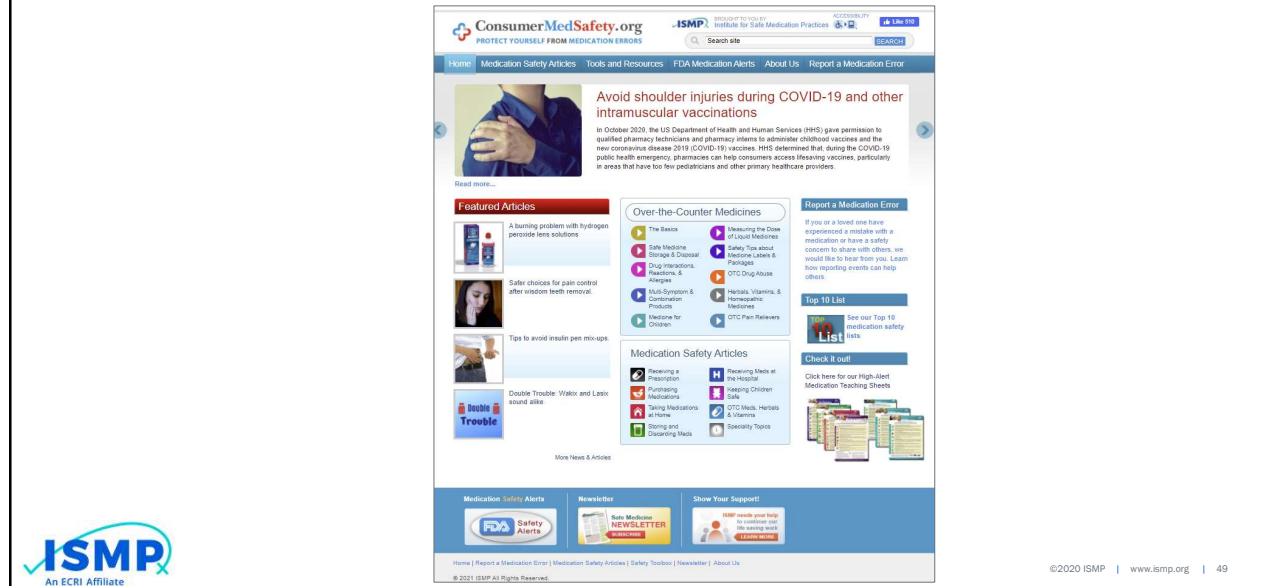 ConsumerMedSafety.org
PROTECT YOURSELF FROM MEDICATION ERRORS
ISMP
BROUGHT TO YOU BY
Institute for Safe Medication Practices
ACCESSIBILITY
Like 510
Search site
SEARCH
Home Medication Safety Articles Tools and Resources FDA Medication Alerts About Us Report a Medication Error
Avoid shoulder injuries during COVID-19 and other
intramuscular vaccinations
In October 2020, the US Department of Health and Human Services (HHS) gave permission to
qualified pharmacy technicians and pharmacy interns to administer childhood vaccines and the
new coronavirus disease 2019 (COVID-19) vaccines. HHS determined that, during the COVID-19
public health emergency, pharmacies can help consumers access lifesaving vaccines, particularly
in areas that have too few pediatricians and other primary healthcare providers.
Read more...
Featured Articles
A burning problem with hydrogen
peroxide lens solutions
Safer choices for pain control
after wisdom teeth removal.
Tips to avoid insulin pen mix-ups.
Double
Trouble
Double Trouble: Wakix and Lasix
sound alike
More News & Articles
Over-the-Counter Medicines
The Basics
Safe Medicine
Storage & Disposal
Drug Interactions,
Reactions, &
Allergies
Multi-Symptom &
Combination
Products
Medicine for
Children
Measuring the Dose
of Liquid Medicines
Safety Tips about
Medicine Labels &
Packages
OTC Drug Abuse
Herbals, Vitamins, &
Homeopathic
Medicines
OTC Pain Relievers
Medication Safety Articles
Receiving a
Prescription
Purchasing
Medications
Taking Medications
at Home
Storing and
Discarding Meds
H
Receiving Meds at
the Hospital
Keeping Children
Safe
OTC Meds, Herbals
& Vitamins
Speciality Topics
Report a Medication Error
If you or a loved one have
experienced a mistake with a
medication or have a safety
concern to share with others, we
would like to hear from you. Learn
how reporting events can help
others.
Top 10 List
TOP
10
List
See our Top 10
medication safety
lists
Check it out!
Click here for our High-Alert
Medication Teaching Sheets
Medication Safety Alerts
FDA Safety
Alerts
Newsletter
Safe Medicine
NEWSLETTER
SUBSCRIBE
Show Your Support!
ISMP needs your help
to continue our
life saving work
LEARN MORE
Home | Report a Medication Error | Medication Safety Articles | Safety Toolbox | Newsletter | About Us
© 2021 ISMP All Rights Reserved.
ISMP
An ECRI Affiliate
©2020 ISMP | www.ismp.org | 49